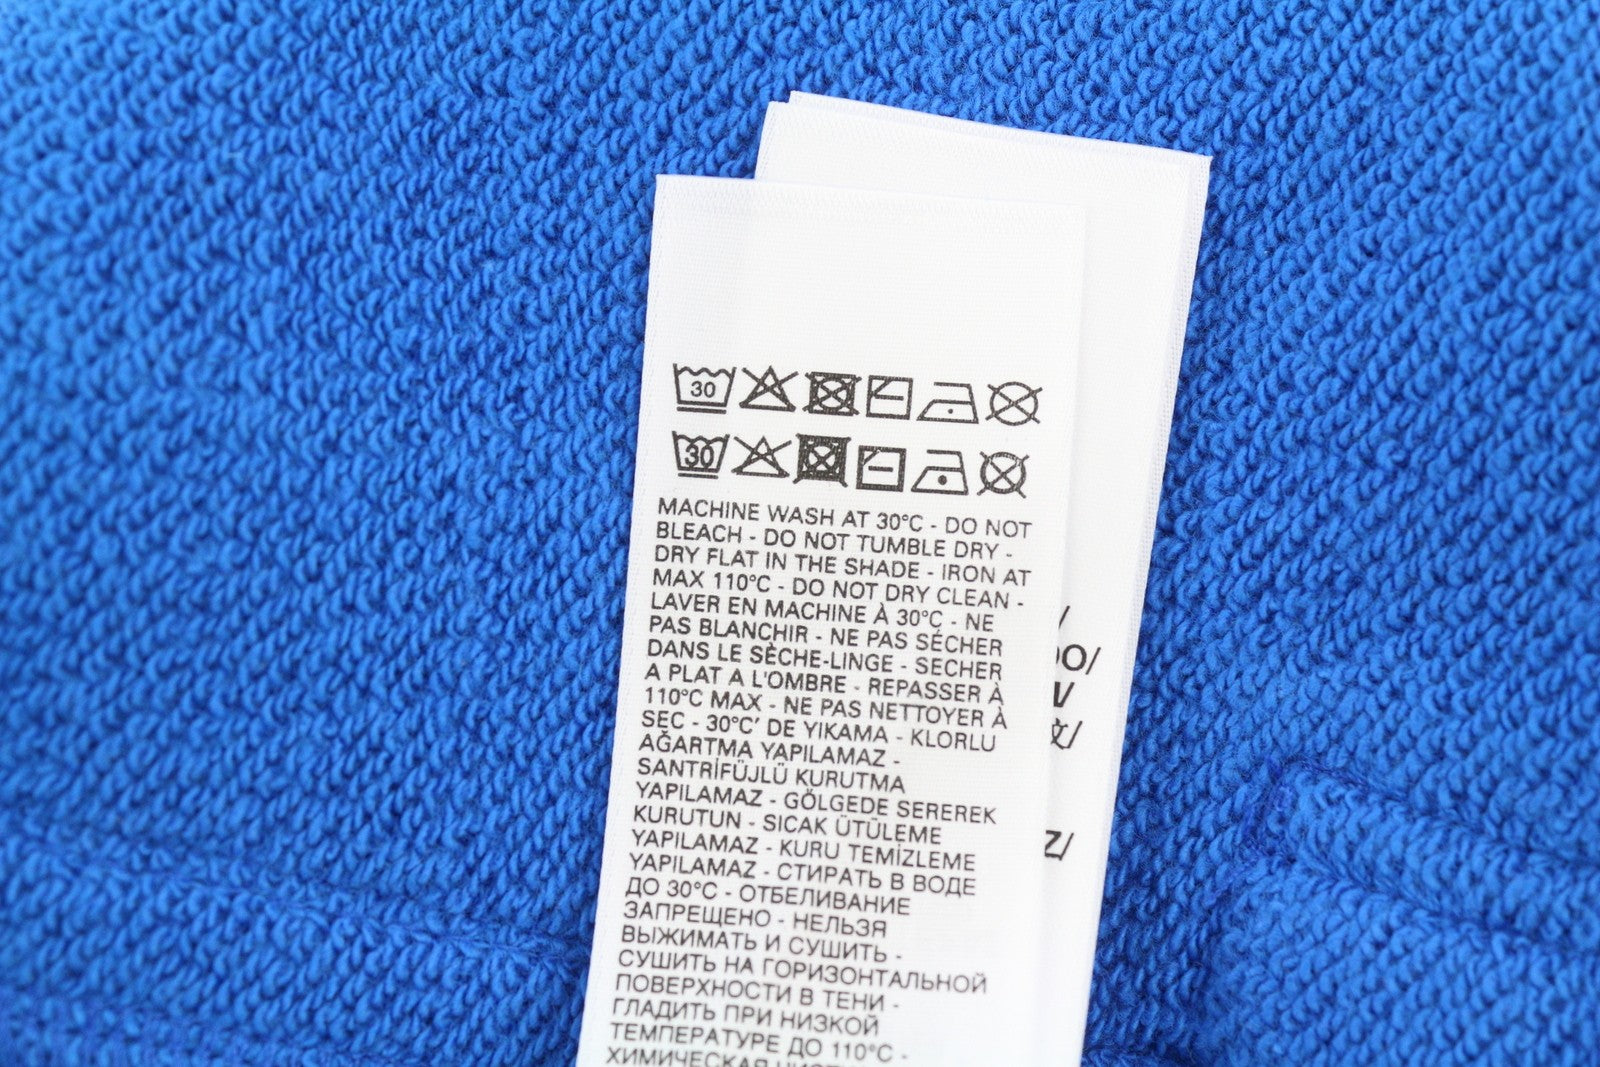 30
30
MACHINE WASH AT 30°C - DO NOT
BLEACH - DO NOT TUMBLE DRY -
DRY FLAT IN THE SHADE - IRON AT
MAX 110°C - DO NOT DRY CLEAN -
LAVER EN MACHINE À 30°C - NE
PAS BLANCHIR - NE PAS SÉCHER
DANS LE SÈCHE-LINGE - SECHER
A PLAT A L'OMBRE - REPASSER À
110°C MAX - NE PAS NETTOYER À
SEC - 30°C' DE YIKAMA - KLORLU
AĞARTMA YAPILAMAZ -
SANTRİFÜJLÜ KURUTMA
YAPILAMAZ - GÖLGEDE SEREREK
KURUTUN - SICAK ÜTÜLEME
YAPILAMAZ - KURU TEMİZLEME
YAPILAMAZ - СТИРАТЬ В ВОДЕ
ДО 30°C - ОТБЕЛИВАНИЕ
ЗАПРЕЩЕНО - НЕЛЬЗЯ
ВЫЖИМАТЬ И СУШИТЬ -
СУШИТЬ НА ГОРИЗОНТАЛЬНОЙ
ПОВЕРХНОСТИ В ТЕНИ -
ГЛАДИТЬ ПРИ НИЗКОЙ
ТЕМПЕРАТУРЕ ДО 110°C -
ХИМИЧЕСКАЯ